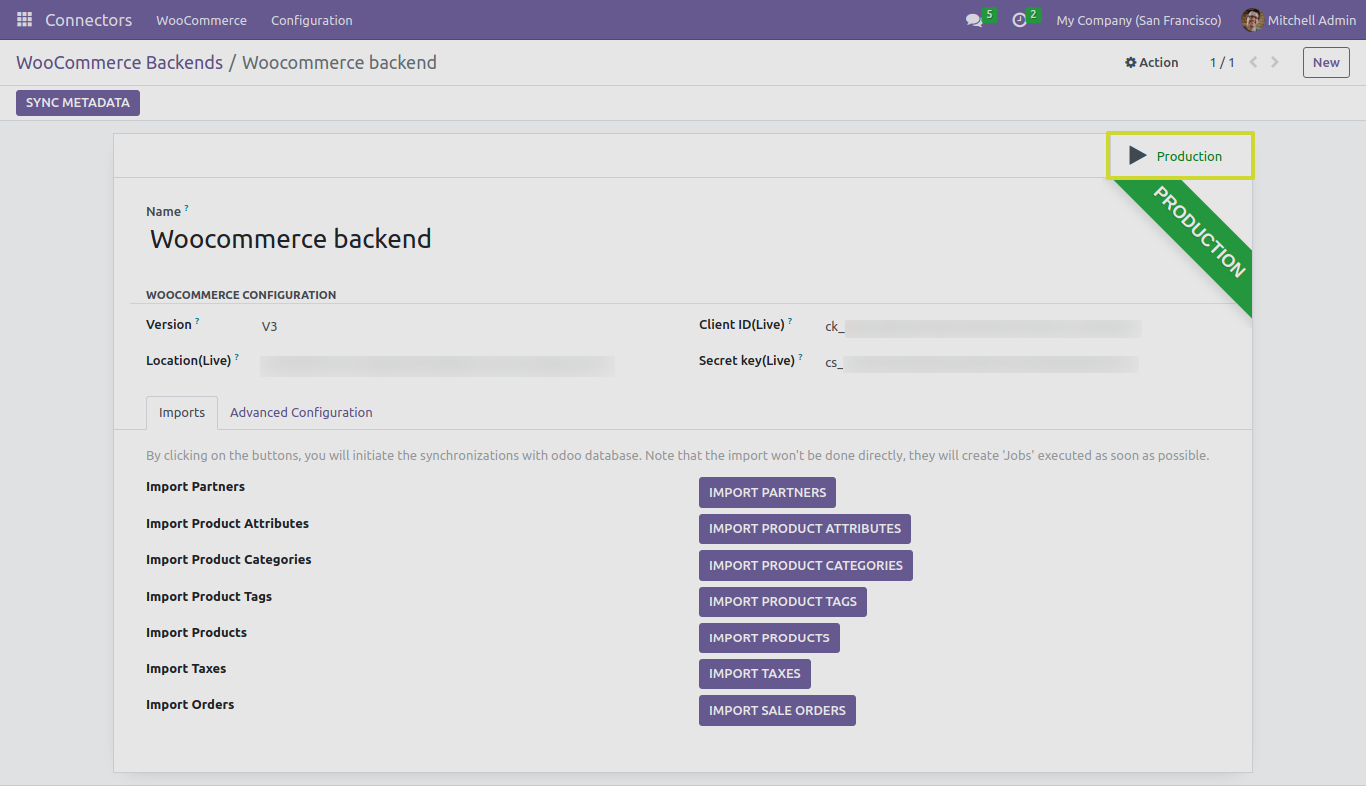 Connectors WooCommerce Configuration 5 2 My Company (San Francisco) Mitchell Admin
WooCommerce Backends / Woocommerce backend Action 1 / 1 New
SYNC METADATA
Production
PRODUCTION
Name ?
Woocommerce backend
WOOCOMMERCE CONFIGURATION
Version ? V3 Client ID(Live) ? ck_
Location(Live) ? Secret key(Live) ? cs_
Imports Advanced Configuration
By clicking on the buttons, you will initiate the synchronizations with odoo database. Note that the import won't be done directly, they will create 'Jobs' executed as soon as possible.
Import Partners IMPORT PARTNERS
Import Product Attributes IMPORT PRODUCT ATTRIBUTES
Import Product Categories IMPORT PRODUCT CATEGORIES
Import Product Tags IMPORT PRODUCT TAGS
Import Products IMPORT PRODUCTS
Import Taxes IMPORT TAXES
Import Orders IMPORT SALE ORDERS